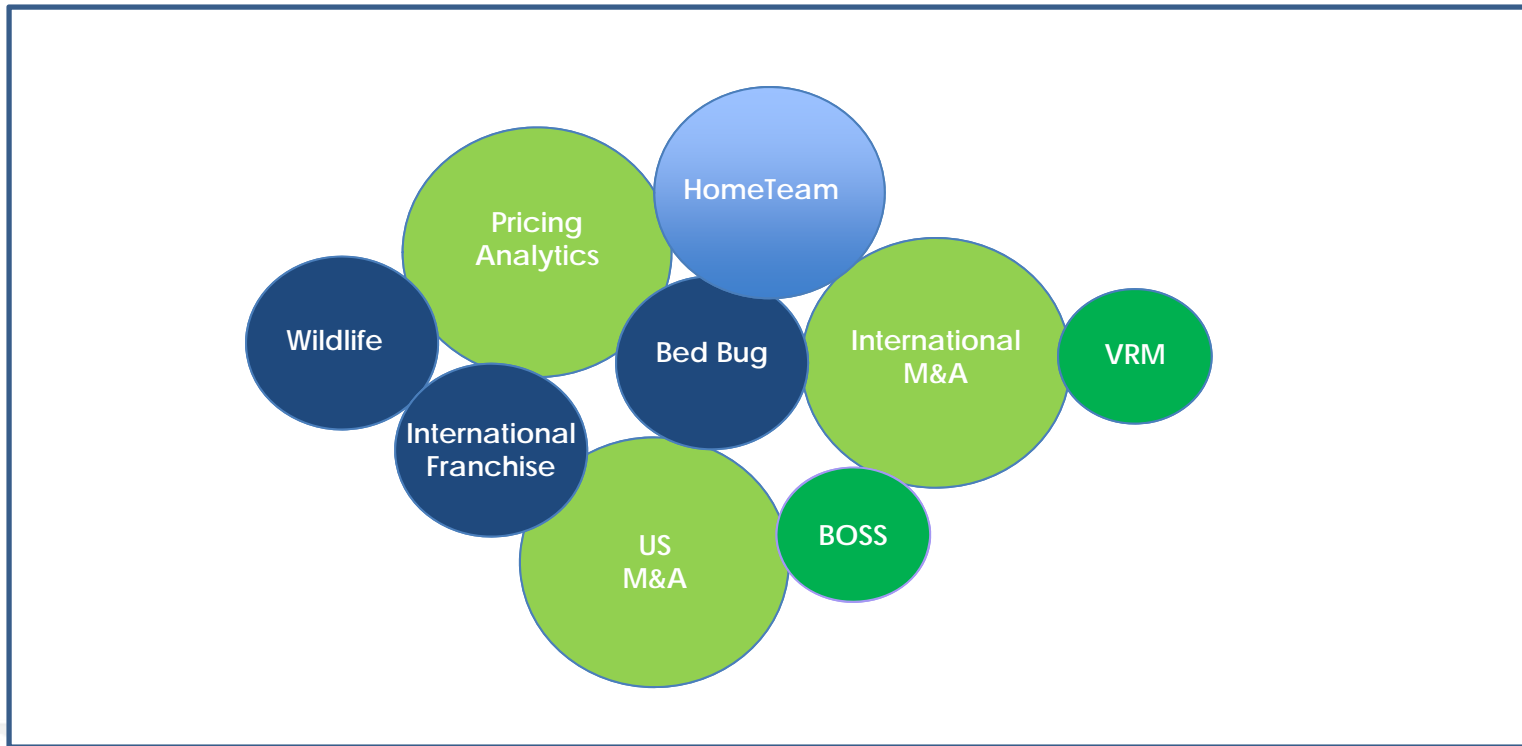 HomeTeam
Pricing
Analytics
Wildlife
Bed Bug
International
M&A
VRM
International
Franchise
US
M&A
BOSS